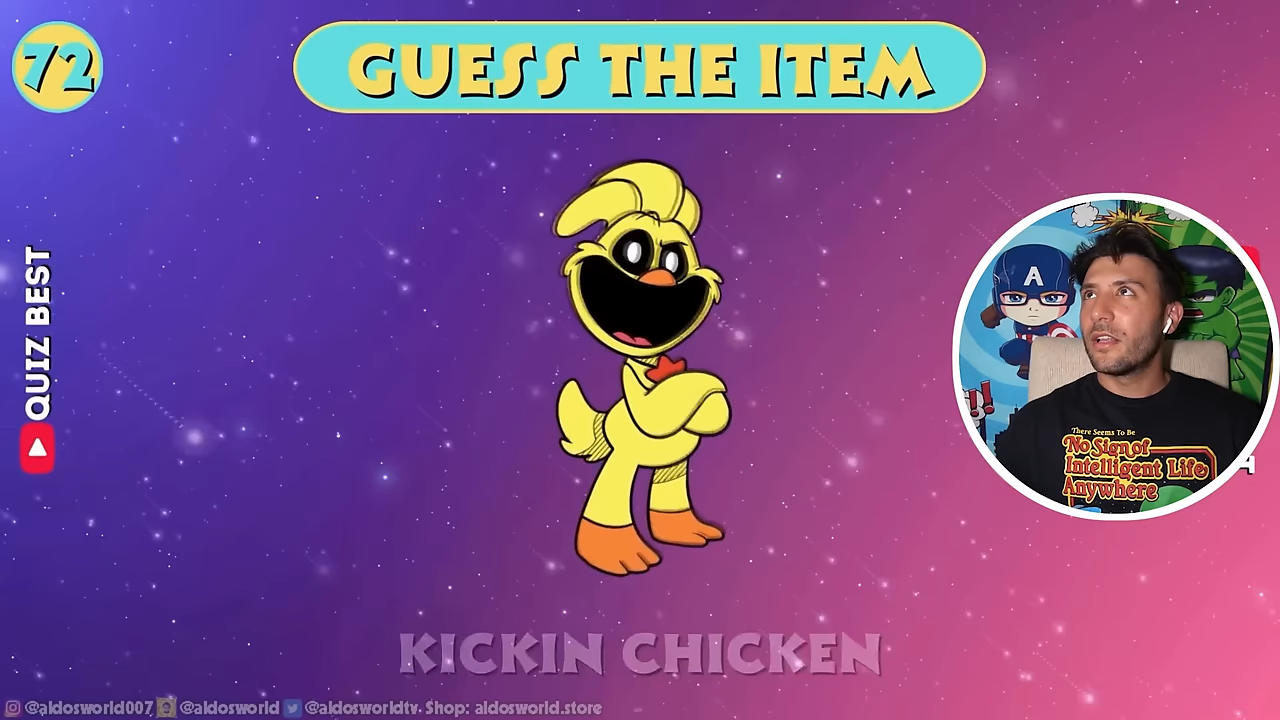 72
GUESS THE ITEM
QUIZ BEST
A
There Seems To Be
No Sign of
Intelligent Life
Anywhere
KICKIN CHICKEN
@aldosworld007 @aldosworld @aldosworldtv. Shop: aldosworld.store